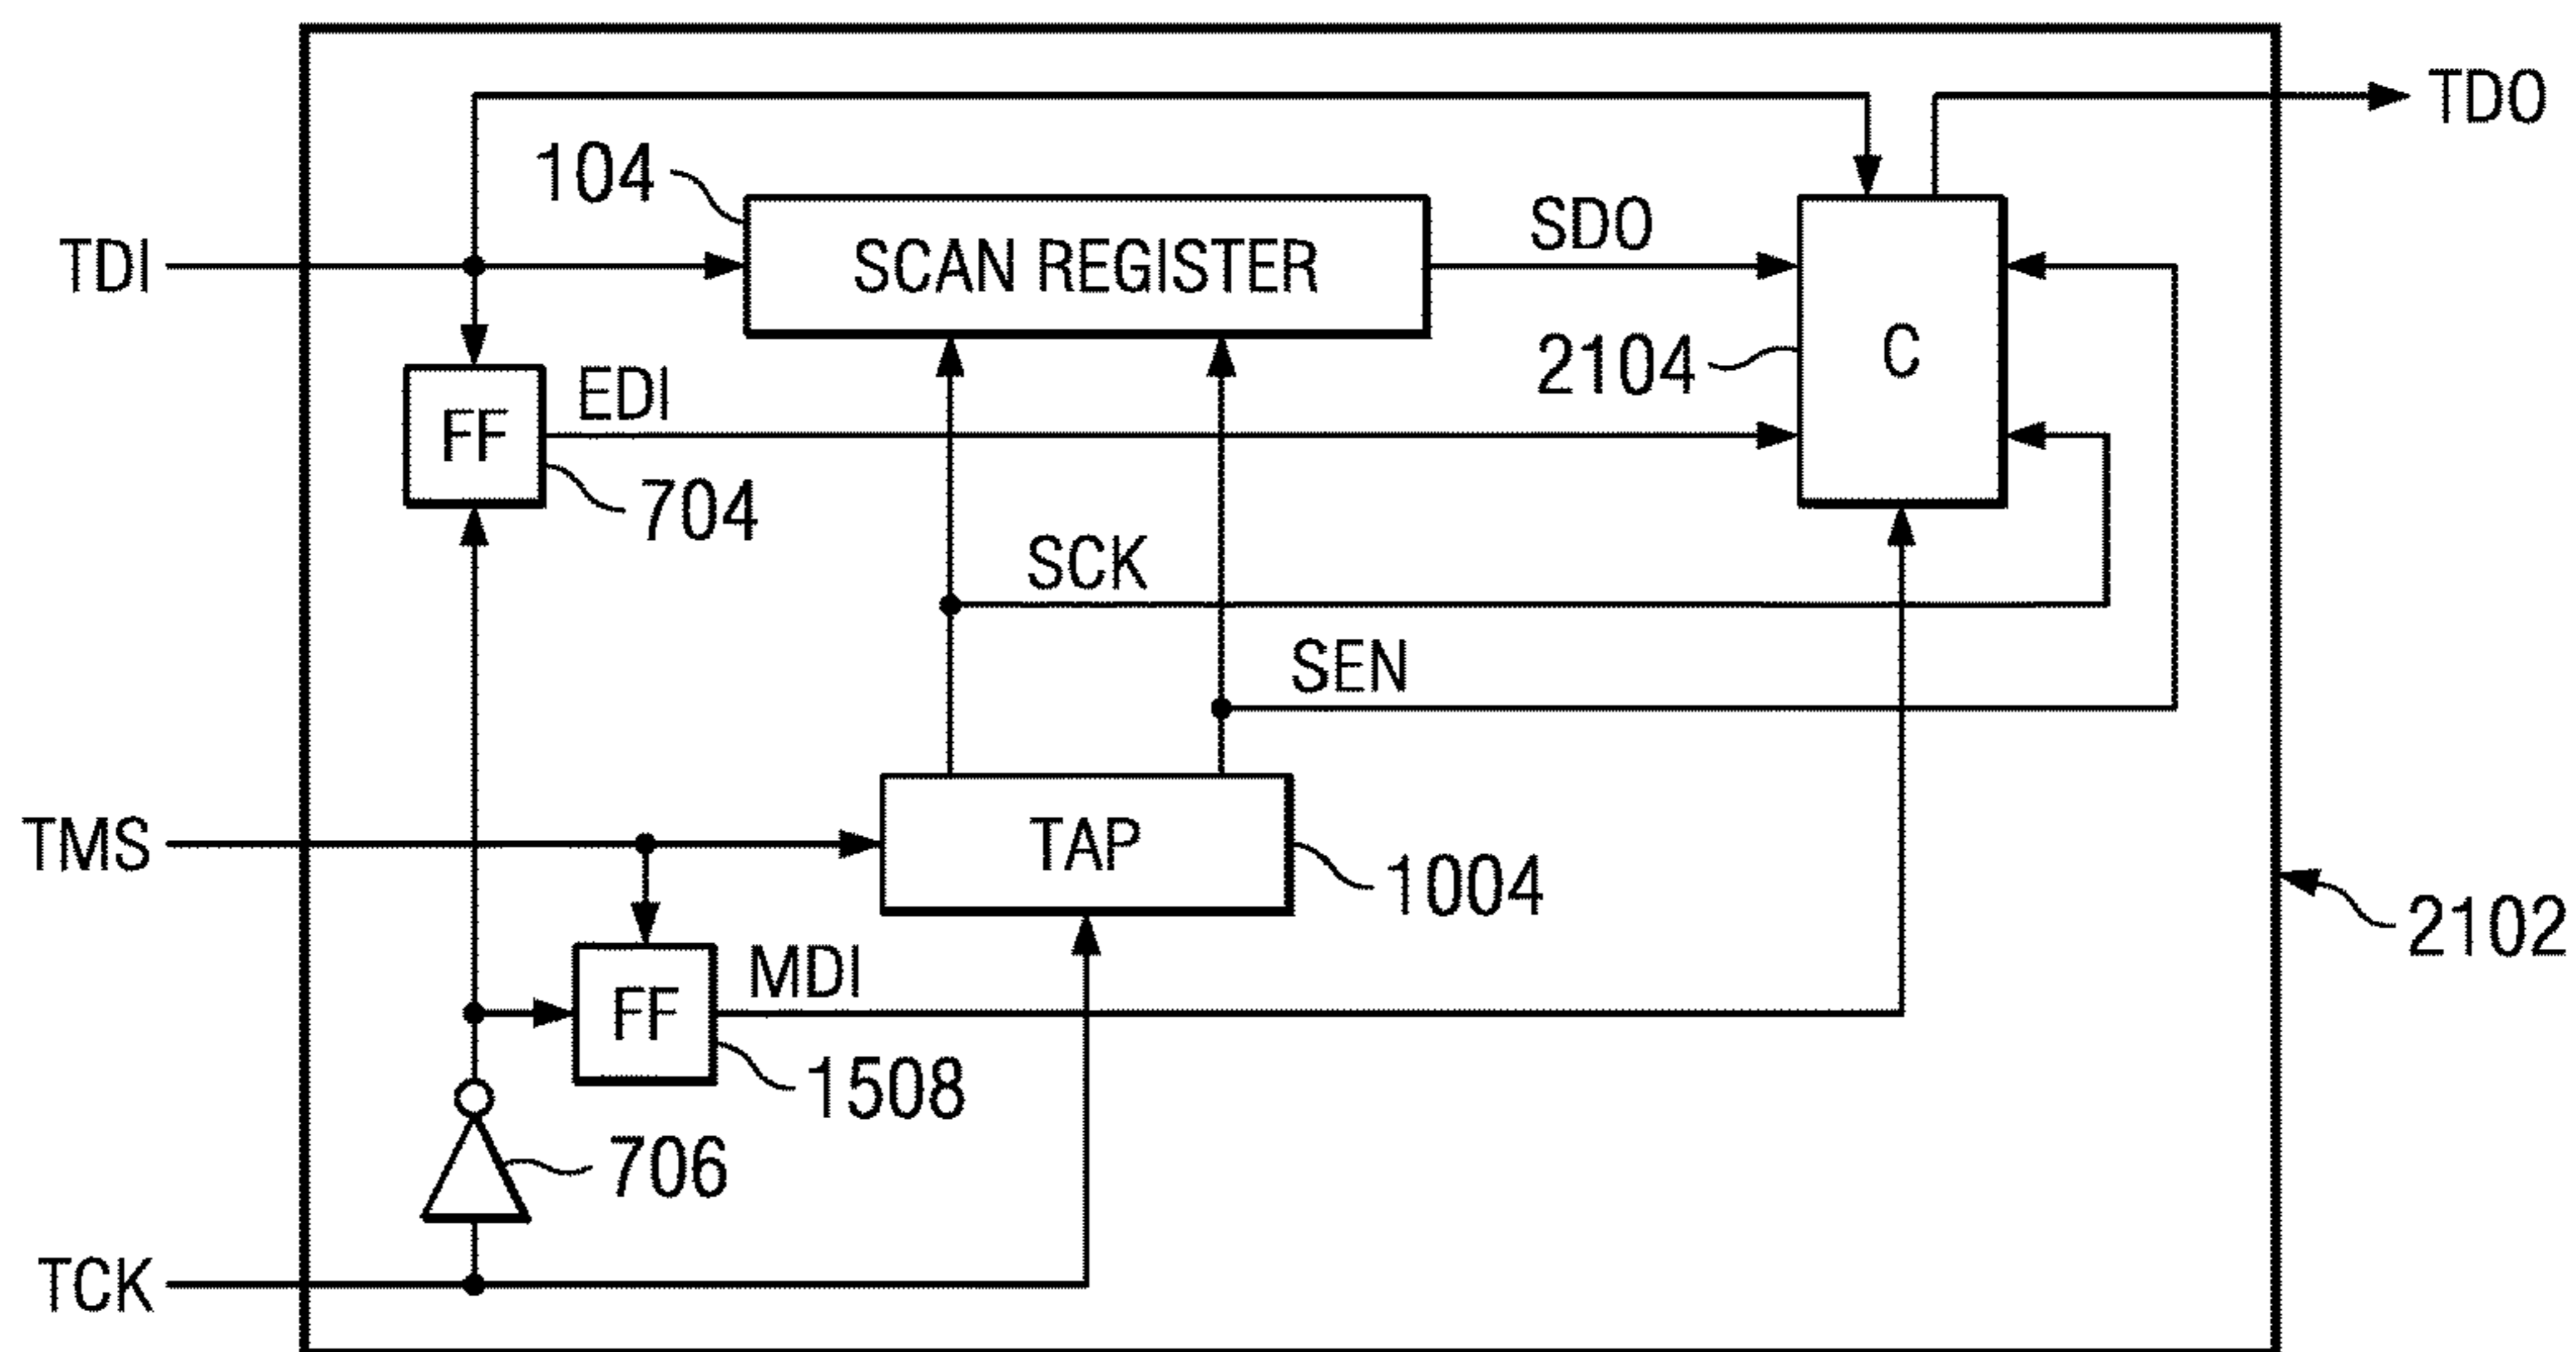 TDO
104
TDI
SCAN REGISTER
SDO
2104
C
EDI
FF
704
SCK
SEN
TMS
TAP
1004
2102
MDI
FF
1508
706
TCK